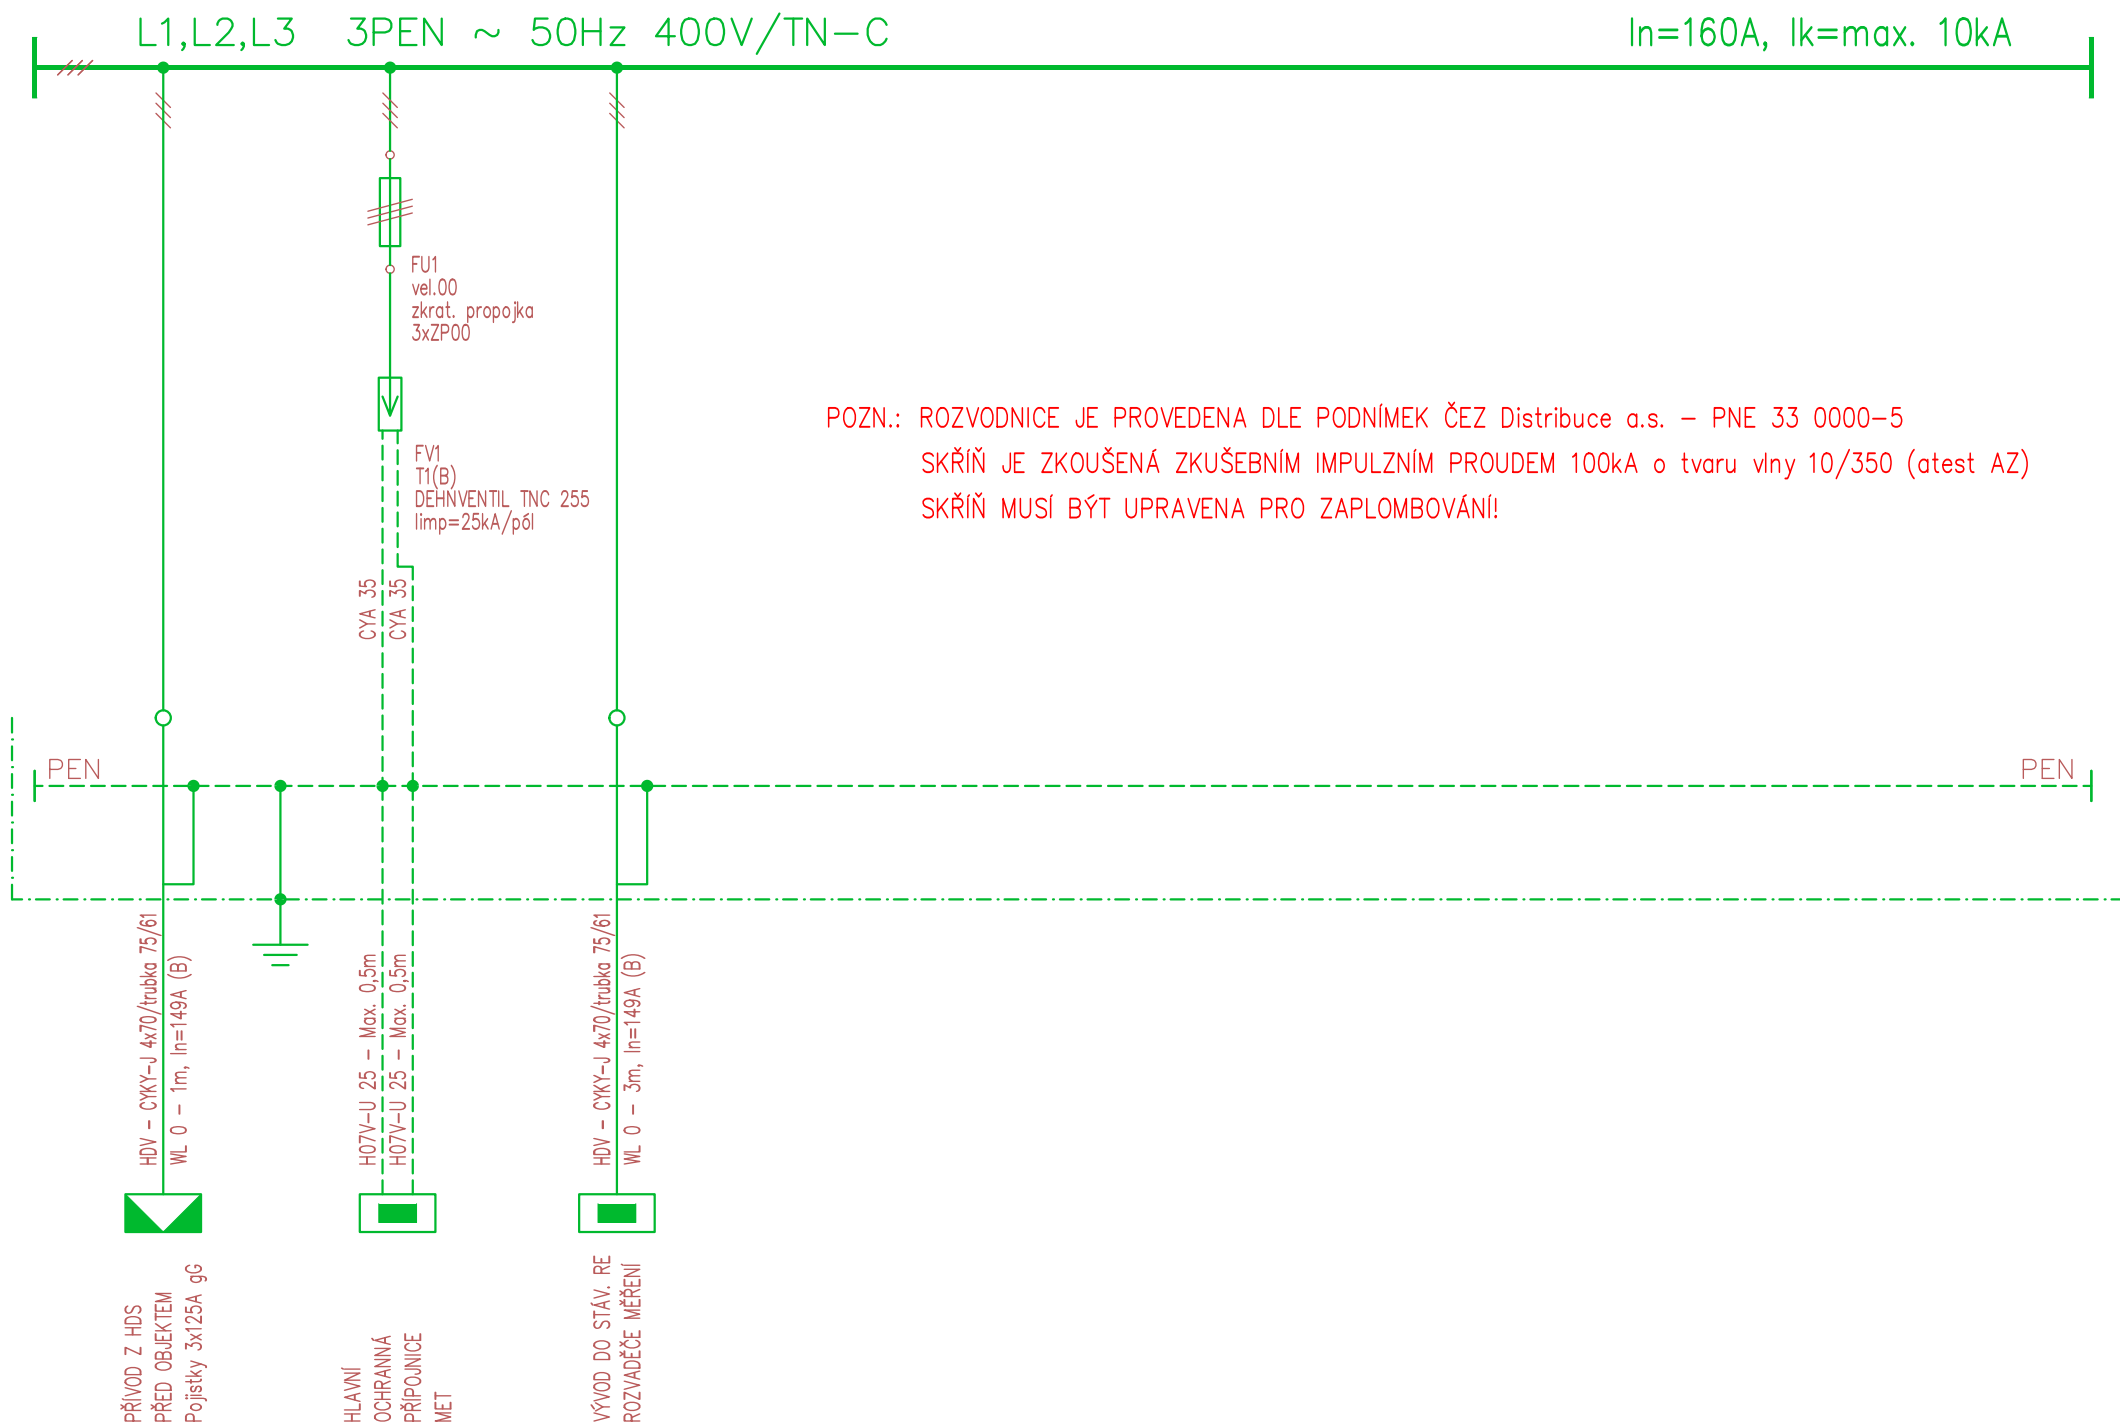 L1,L2,L3 3PEN ~ 50Hz 400V/TN-C
In=160A, Ik=max. 10kA
FU1
vel.00
zkrat. propojka
3xZP00
POZN.: ROZVODNICE JE PROVEDENA DLE PODNÍMEK ČEZ Distribuce a.s. - PNE 33 0000-5
SKŘÍŇ JE ZKOUŠENÁ ZKUŠEBNÍM IMPULZNÍM PROUDEM 100kA o tvaru vlny 10/350 (atest AZ)
SKŘÍŇ MUSÍ BÝT UPRAVENA PRO ZAPLOMBOVÁNÍ!
FV1
T1(B)
DEHNVENTIL TNC 255
Iimp=25kA/pól
CYA 35
CYA 35
PEN
PEN
HDV - CYKY-J 4x70/trubka 75/61
WL 0 - 1m, In=149A (B)
H07V-U 25 - Max. 0,5m
H07V-U 25 - Max. 0,5m
HDV - CYKY-J 4x70/trubka 75/61
WL 0 - 3m, In=149A (B)
PŘÍVOD Z HDS
PŘED OBJEKTEM
Pojistky 3x125A gG
HLAVNÍ
OCHRANNÁ
PŘÍPOJNICE
MET
VÝVOD DO STÁV. RE
ROZVADĚČE MĚŘENÍ